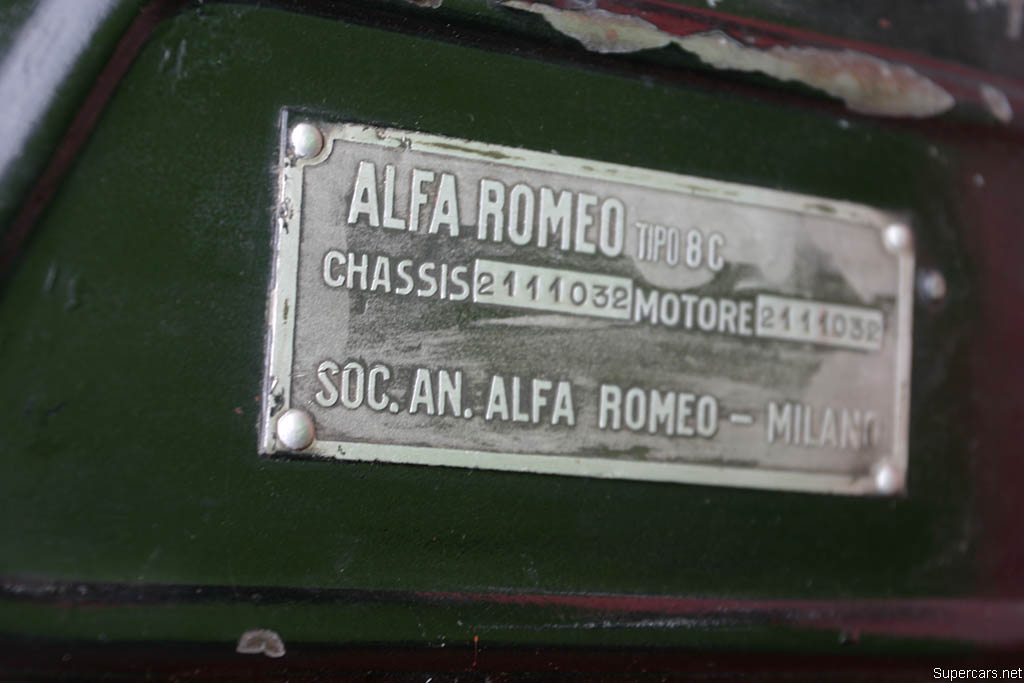 ALFA ROMEO TIPO 8C
CHASSIS 2111032 MOTORE 2111032
SOC. AN. ALFA ROMEO – MILANO
Supercars.net